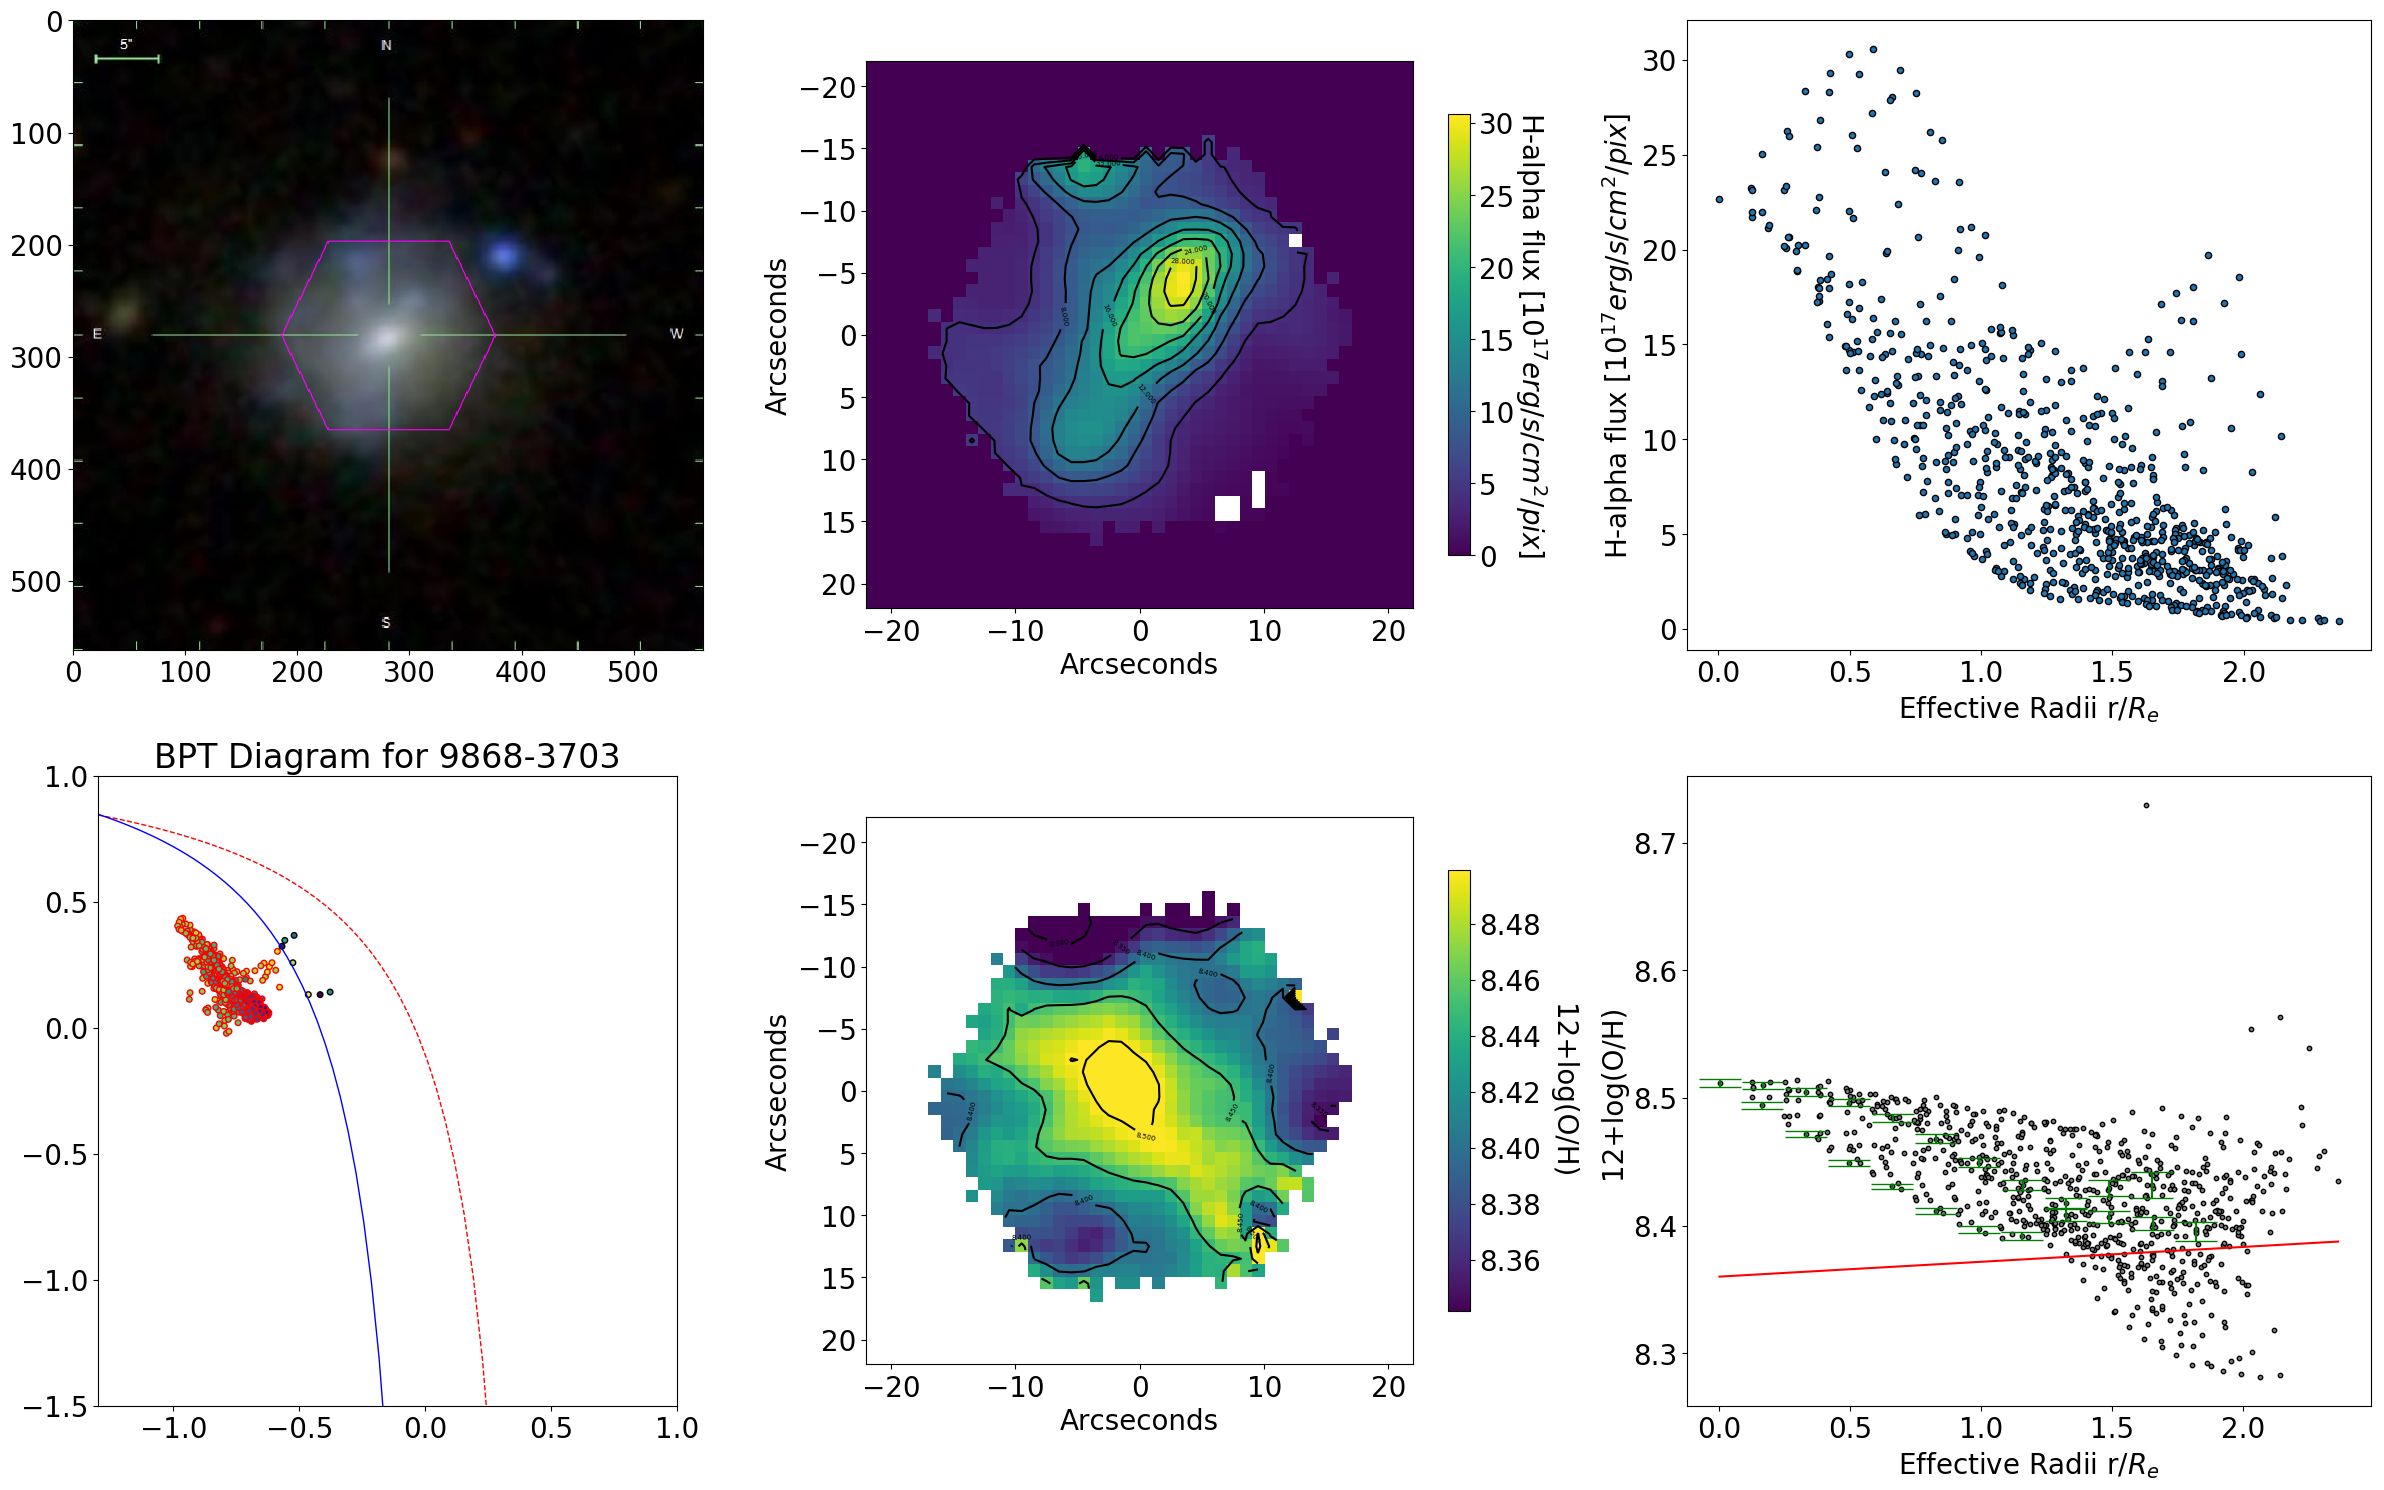 0
100
200
300
400
500
0 100 200 300 400 500
5"
N
E
W
S
−20
−15
−10
−5
0
5
10
15
20
−20 −10 0 10 20
Arcseconds
Arcseconds
30
25
20
15
10
5
0
H-alpha flux [10^17 erg/s/cm^2/pix]
30
25
20
15
10
5
0
0.0 0.5 1.0 1.5 2.0
H-alpha flux [10^17 erg/s/cm^2/pix]
Effective Radii r/R_e
BPT Diagram for 9868-3703
1.0
0.5
0.0
−0.5
−1.0
−1.5
−1.0 −0.5 0.0 0.5 1.0
−20
−15
−10
−5
0
5
10
15
20
−20 −10 0 10 20
Arcseconds
Arcseconds
8.48
8.46
8.44
8.42
8.40
8.38
8.36
12+log(O/H)
8.7
8.6
8.5
8.4
8.3
0.0 0.5 1.0 1.5 2.0
12+log(O/H)
Effective Radii r/R_e